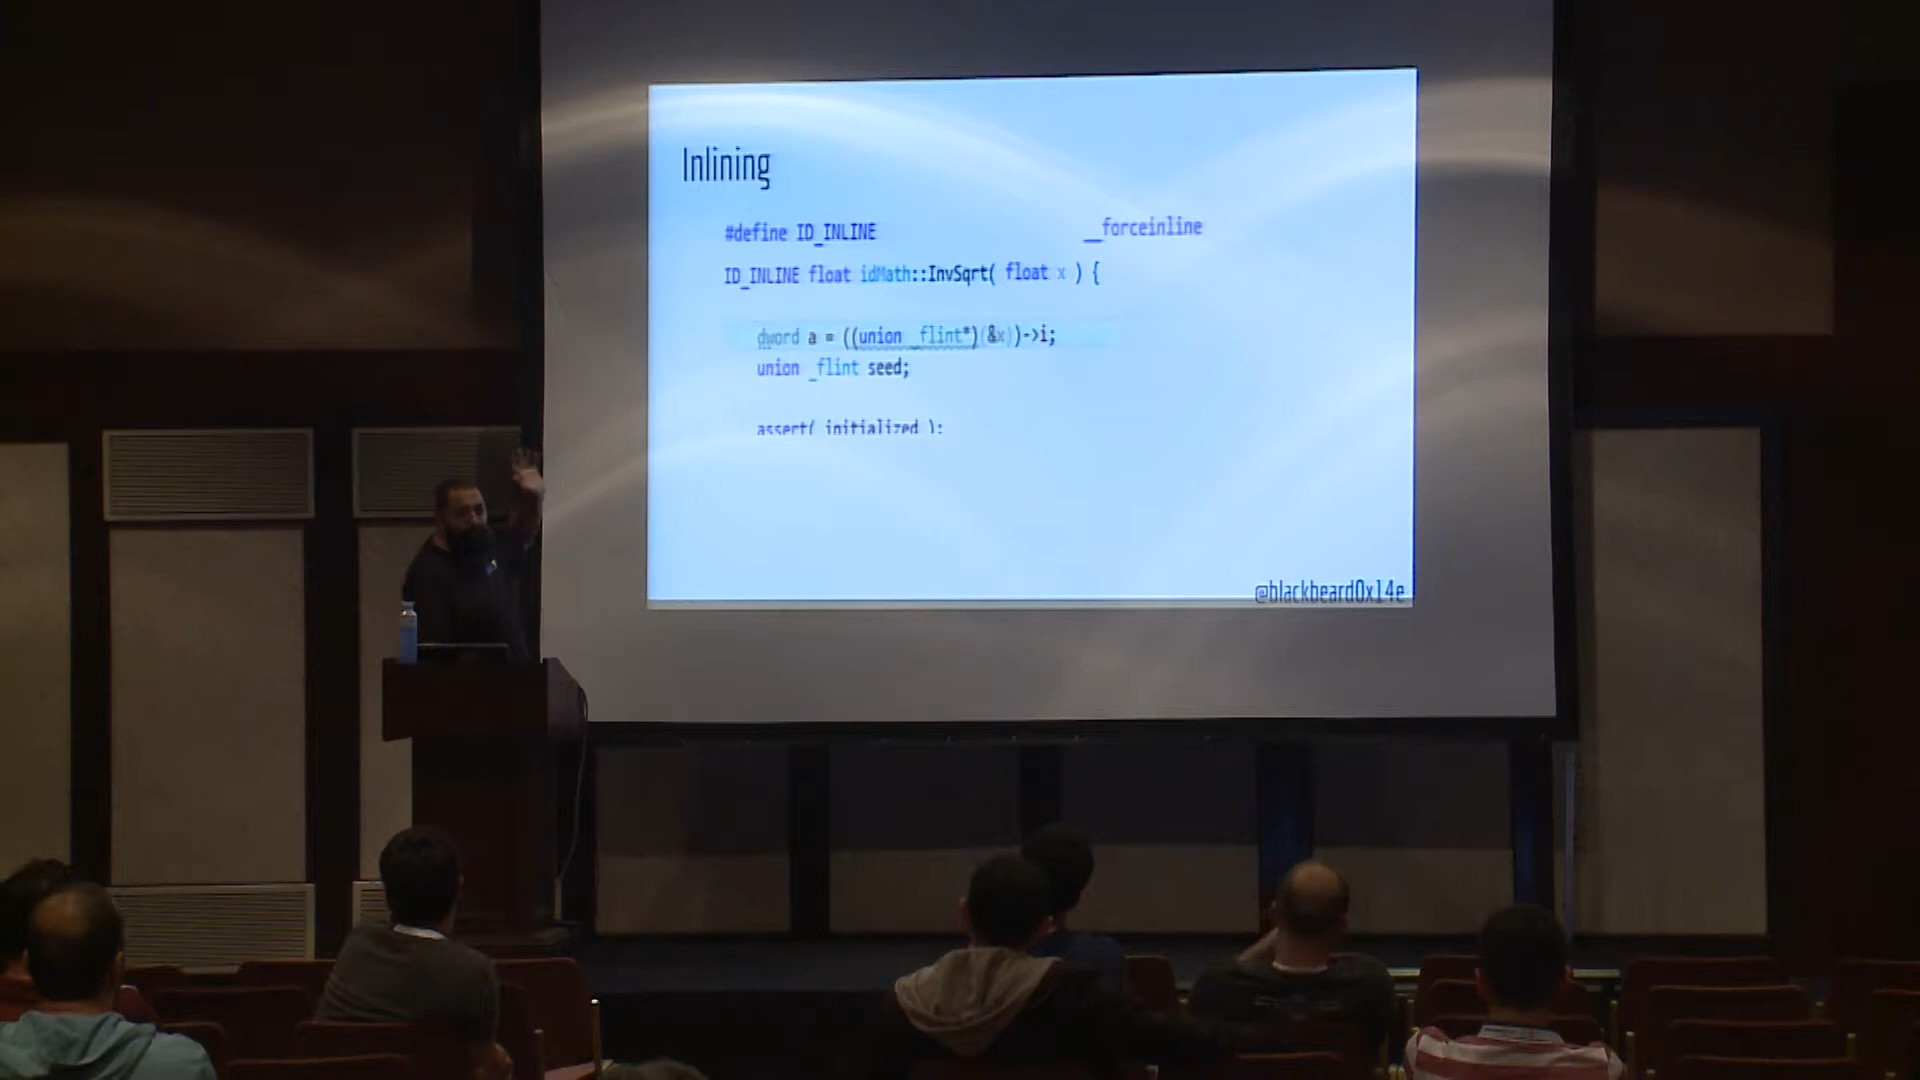 Inlining
#define ID_INLINE __forceinline
ID_INLINE float idMath::InvSqrt( float x ) {
dword a = ((union _flint*)(&x))->i;
union _flint seed;
assert( initialized );
@blackbeard0x14e